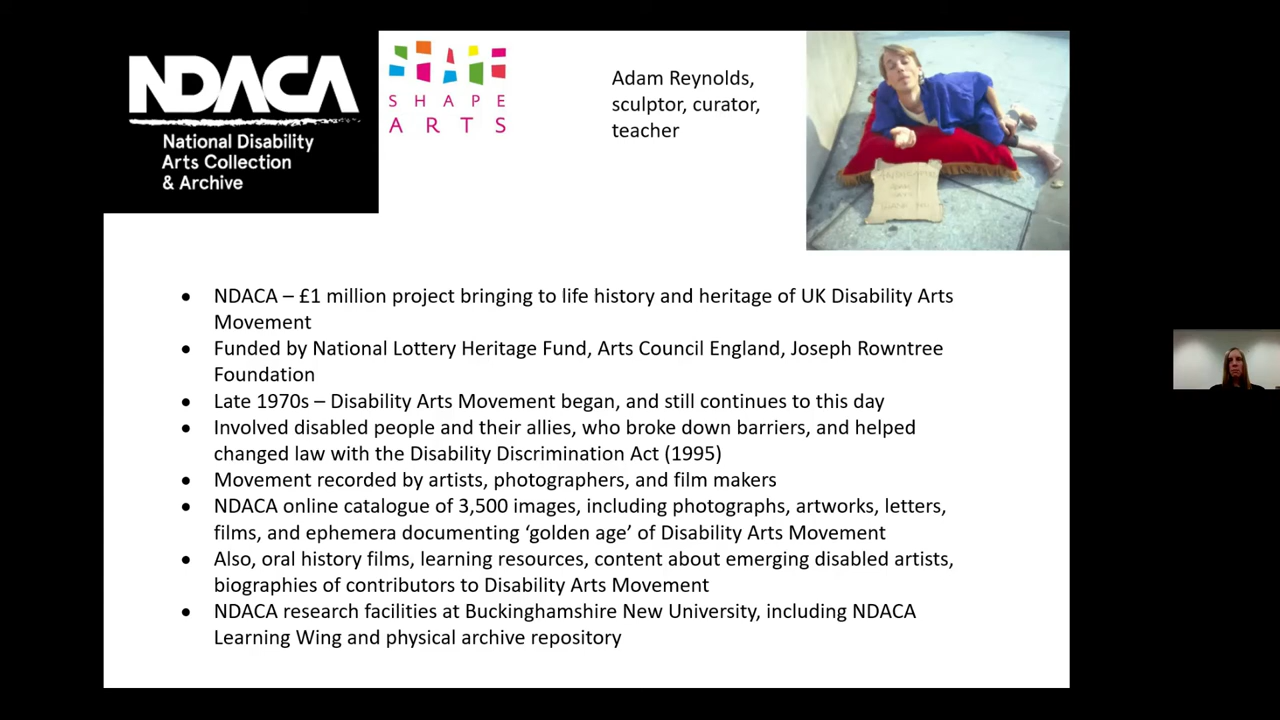 NDACA
National Disability
Arts Collection
& Archive
SHAPE
SHAPE
ARTS
Adam Reynolds,
sculptor, curator,
teacher
• NDACA – £1 million project bringing to life history and heritage of UK Disability Arts
Movement
• Funded by National Lottery Heritage Fund, Arts Council England, Joseph Rowntree
Foundation
• Late 1970s – Disability Arts Movement began, and still continues to this day
• Involved disabled people and their allies, who broke down barriers, and helped
changed law with the Disability Discrimination Act (1995)
• Movement recorded by artists, photographers, and film makers
• NDACA online catalogue of 3,500 images, including photographs, artworks, letters,
films, and ephemera documenting ‘golden age’ of Disability Arts Movement
• Also, oral history films, learning resources, content about emerging disabled artists,
biographies of contributors to Disability Arts Movement
• NDACA research facilities at Buckinghamshire New University, including NDACA
Learning Wing and physical archive repository